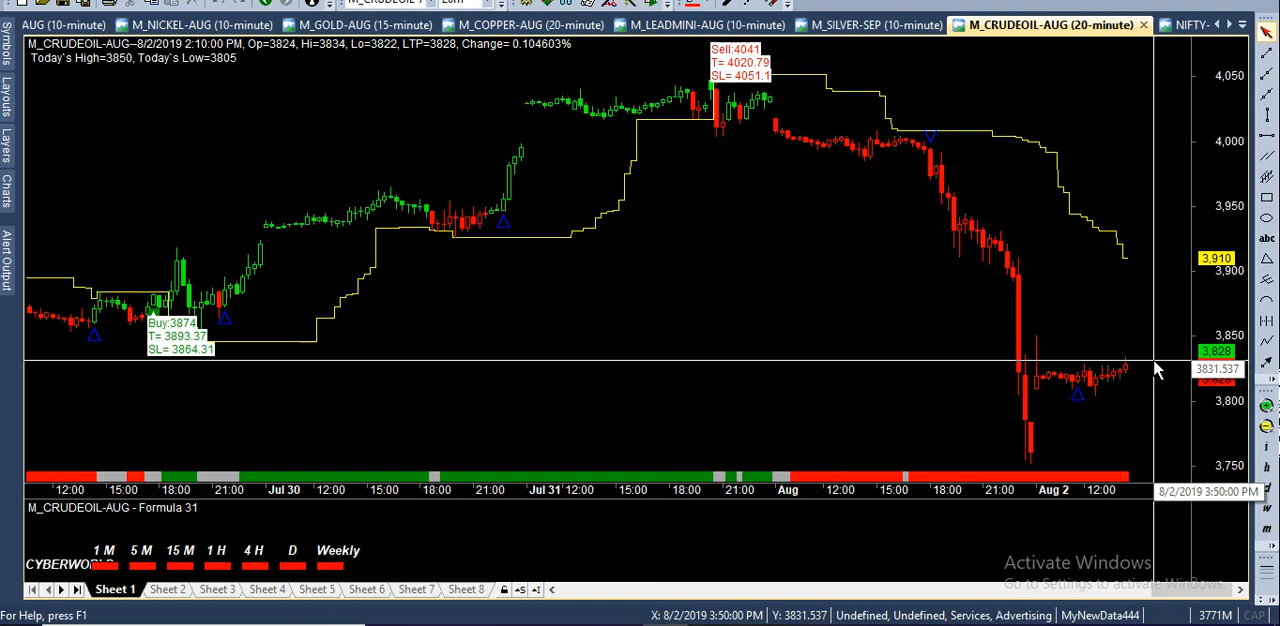 AUG (10-minute) M_NICKEL-AUG (10-minute) M_GOLD-AUG (15-minute) M_COPPER-AUG (20-minute) M_LEADMINI-AUG (10-minute) M_SILVER-SEP (10-minute) M_CRUDEOIL-AUG (20-minute) NIFTY-
M_CRUDEOIL-AUG--8/2/2019 2:10:00 PM, Op=3824, Hi=3834, Lo=3822, LTP=3828, Change= 0.104603%
Today`s High=3850, Today`s Low=3805
Symbols
Layouts
Layers
Charts
Alert Output
Sell:4041
T= 4020.79
SL= 4051.1
Buy:3874
T= 3893.37
SL= 3864.31
4,050
4,000
3,950
3,910
3,900
3,850
3,828
3831.537
3,800
3,750
abc
12:00 15:00 18:00 21:00 Jul 30 12:00 15:00 18:00 21:00 Jul 31 12:00 15:00 18:00 21:00 Aug 12:00 15:00 18:00 21:00 Aug 2 12:00
8/2/2019 3:50:00 PM
M_CRUDEOIL-AUG - Formula 31
1 M 5 M 15 M 1 H 4 H D Weekly
Activate Windows
Go to Settings to activate Windows.
Sheet 1 Sheet 2 Sheet 3 Sheet 4 Sheet 5 Sheet 6 Sheet 7 Sheet 8
For Help, press F1
X: 8/2/2019 3:50:00 PM Y: 3831.537 Undefined, Undefined, Services, Advertising MyNewData444 3771M CAP